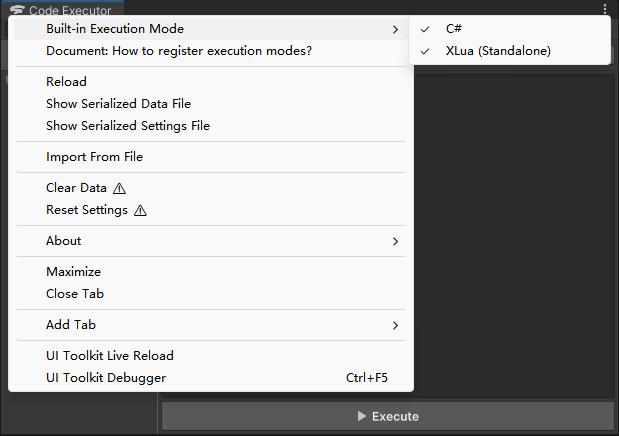 Code Executor
Built-in Execution Mode
C#
Document: How to register execution modes?
XLua (Standalone)
Reload
Show Serialized Data File
Show Serialized Settings File
Import From File
Clear Data ⚠
Reset Settings ⚠
About
Maximize
Close Tab
Add Tab
UI Toolkit Live Reload
UI Toolkit Debugger Ctrl+F5
Execute